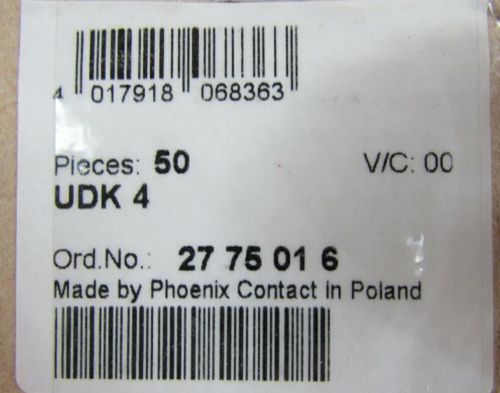 4 017918 068363
Pieces: 50 V/C: 00
UDK 4
Ord.No.: 27 75 01 6
Made by Phoenix Contact in Poland